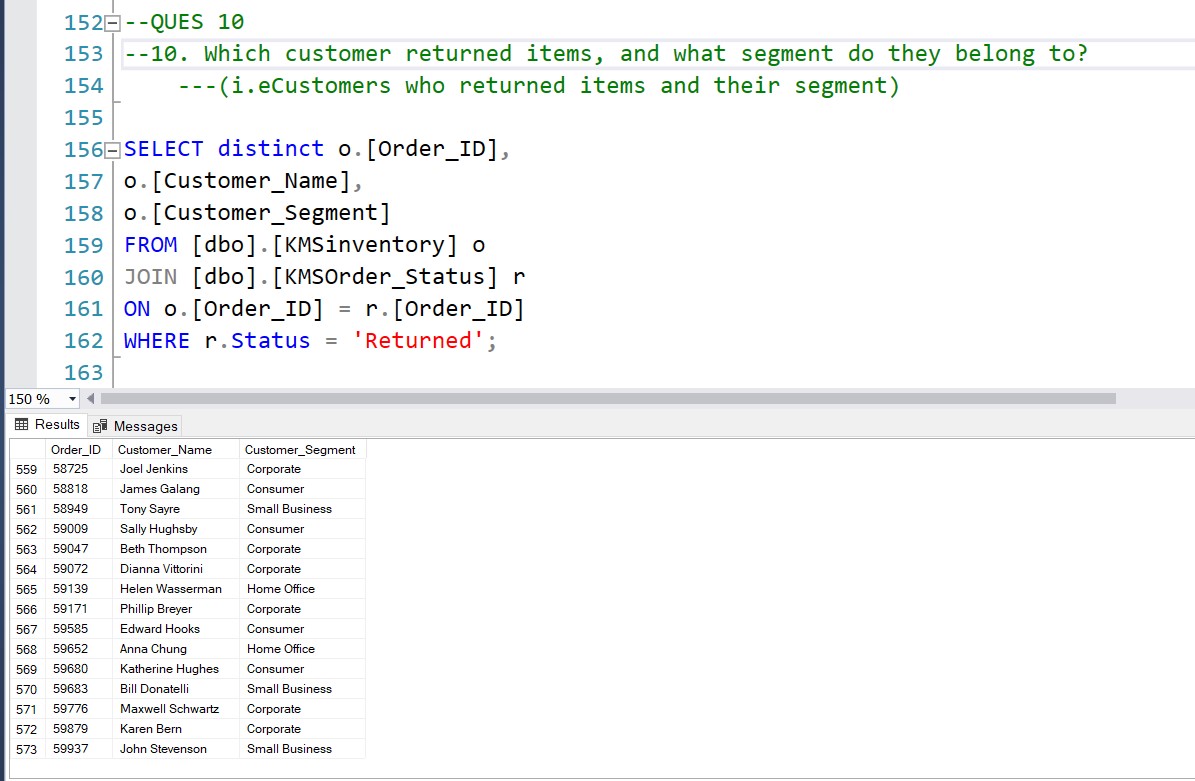 152 --QUES 10
153 --10. Which customer returned items, and what segment do they belong to?
154 ---(i.eCustomers who returned items and their segment)
155
156 SELECT distinct o.[Order_ID],
157 o.[Customer_Name],
158 o.[Customer_Segment]
159 FROM [dbo].[KMSinventory] o
160 JOIN [dbo].[KMSOrder_Status] r
161 ON o.[Order_ID] = r.[Order_ID]
162 WHERE r.Status = 'Returned';
163
150 %
Results Messages
Order_ID Customer_Name Customer_Segment
559 58725 Joel Jenkins Corporate
560 58818 James Galang Consumer
561 58949 Tony Sayre Small Business
562 59009 Sally Hughsby Consumer
563 59047 Beth Thompson Corporate
564 59072 Dianna Vittorini Corporate
565 59139 Helen Wasserman Home Office
566 59171 Phillip Breyer Corporate
567 59585 Edward Hooks Consumer
568 59652 Anna Chung Home Office
569 59680 Katherine Hughes Consumer
570 59683 Bill Donatelli Small Business
571 59776 Maxwell Schwartz Corporate
572 59879 Karen Bern Corporate
573 59937 John Stevenson Small Business